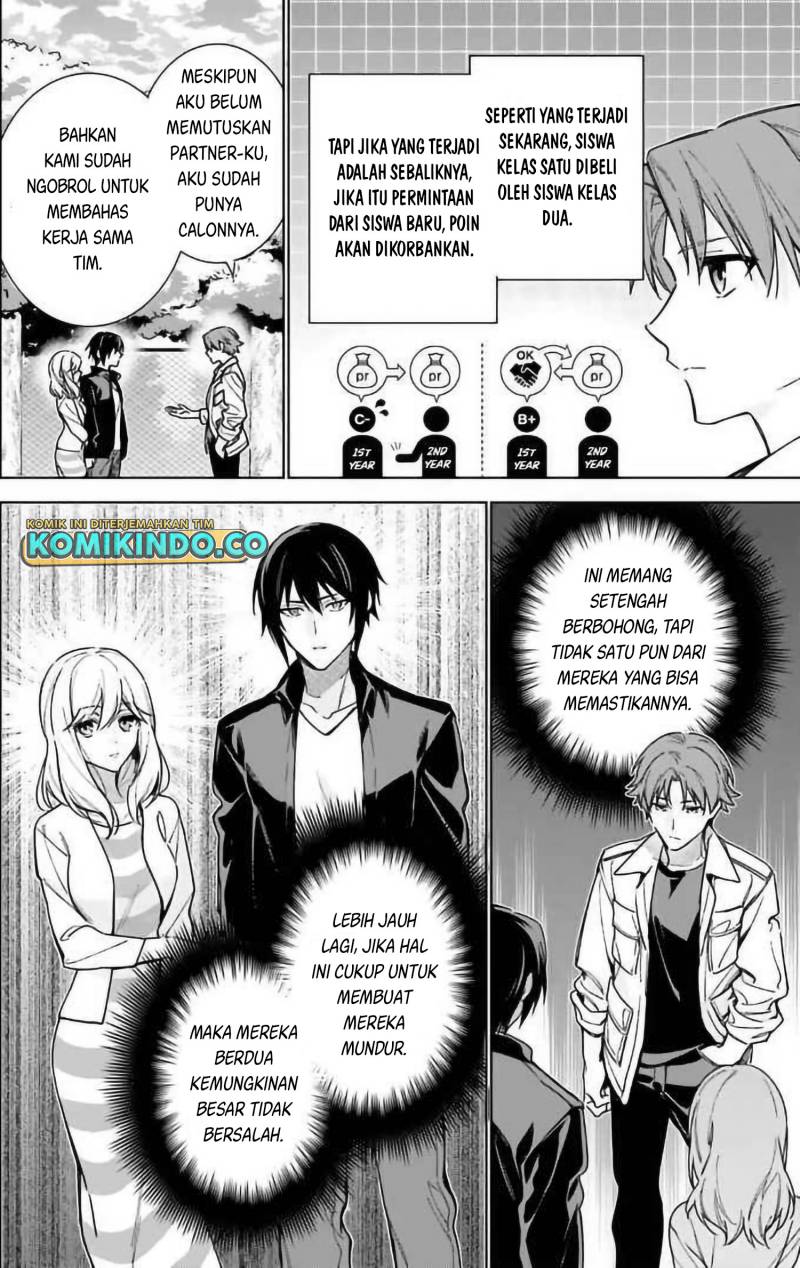 SEPERTI YANG TERJADI
SEKARANG, SISWA
KELAS SATU DIBELI
OLEH SISWA KELAS
DUA.
TAPI JIKA YANG TERJADI
ADALAH SEBALIKNYA,
JIKA ITU PERMINTAAN
DARI SISWA BARU, POIN
AKAN DIKORBANKAN.
pr
pr
C-
1ST
YEAR
2ND
YEAR
OK
pr
B+
1ST
YEAR
2ND
YEAR
MESKIPUN
AKU BELUM
MEMUTUSKAN
PARTNER-KU,
AKU SUDAH
PUNYA
CALONNYA.
BAHKAN
KAMI SUDAH
NGOBROL UNTUK
MEMBAHAS
KERJA SAMA
TIM.
INI MEMANG
SETENGAH
BERBOHONG, TAPI
TIDAK SATU PUN DARI
MEREKA YANG BISA
MEMASTIKANNYA.
KOMIK INI DITERJEMAHKAN TIM
KOMIKINDO.CO
LEBIH JAUH
LAGI, JIKA HAL
INI CUKUP UNTUK
MEMBUAT
MEREKA
MUNDUR.
MAKA MEREKA
BERDUA
KEMUNGKINAN
BESAR TIDAK
BERSALAH.